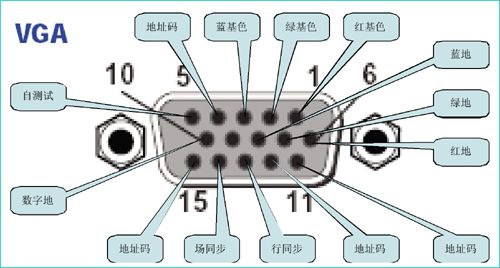 VGA
地址码
蓝基色
绿基色
红基色
蓝地
10
5
1
6
自测试
绿地
红地
数字地
15
11
地址码
场同步
行同步
地址码
地址码